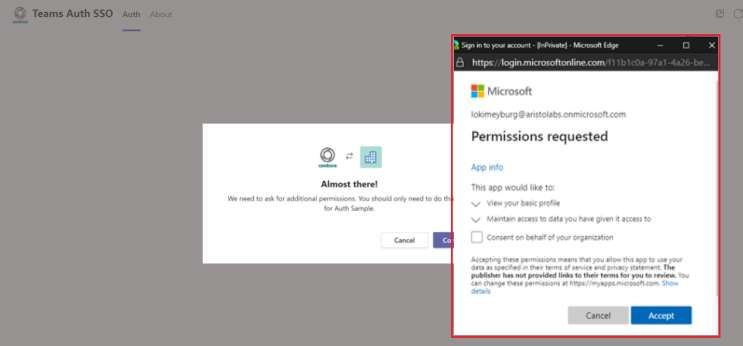 Teams Auth SSO Auth About
contoso
Sign in to your account - [InPrivate] - Microsoft Edge
https://login.microsoftonline.com/f11b1c0a-97a1-4a26-be...
Microsoft
lokimeyburg@aristolabs.onmicrosoft.com
Permissions requested
App info
This app would like to:
View your basic profile
Maintain access to data you have given it access to
Consent on behalf of your organization
Accepting these permissions means that you allow this app to use your
data as specified in their terms of service and privacy statement. The
publisher has not provided links to their terms for you to review. You
can change these permissions at https://myapps.microsoft.com. Show
details
Cancel Accept
contoso
Almost there!
We need to ask for additional permissions. You should only need to do
for Auth Sample.
Cancel